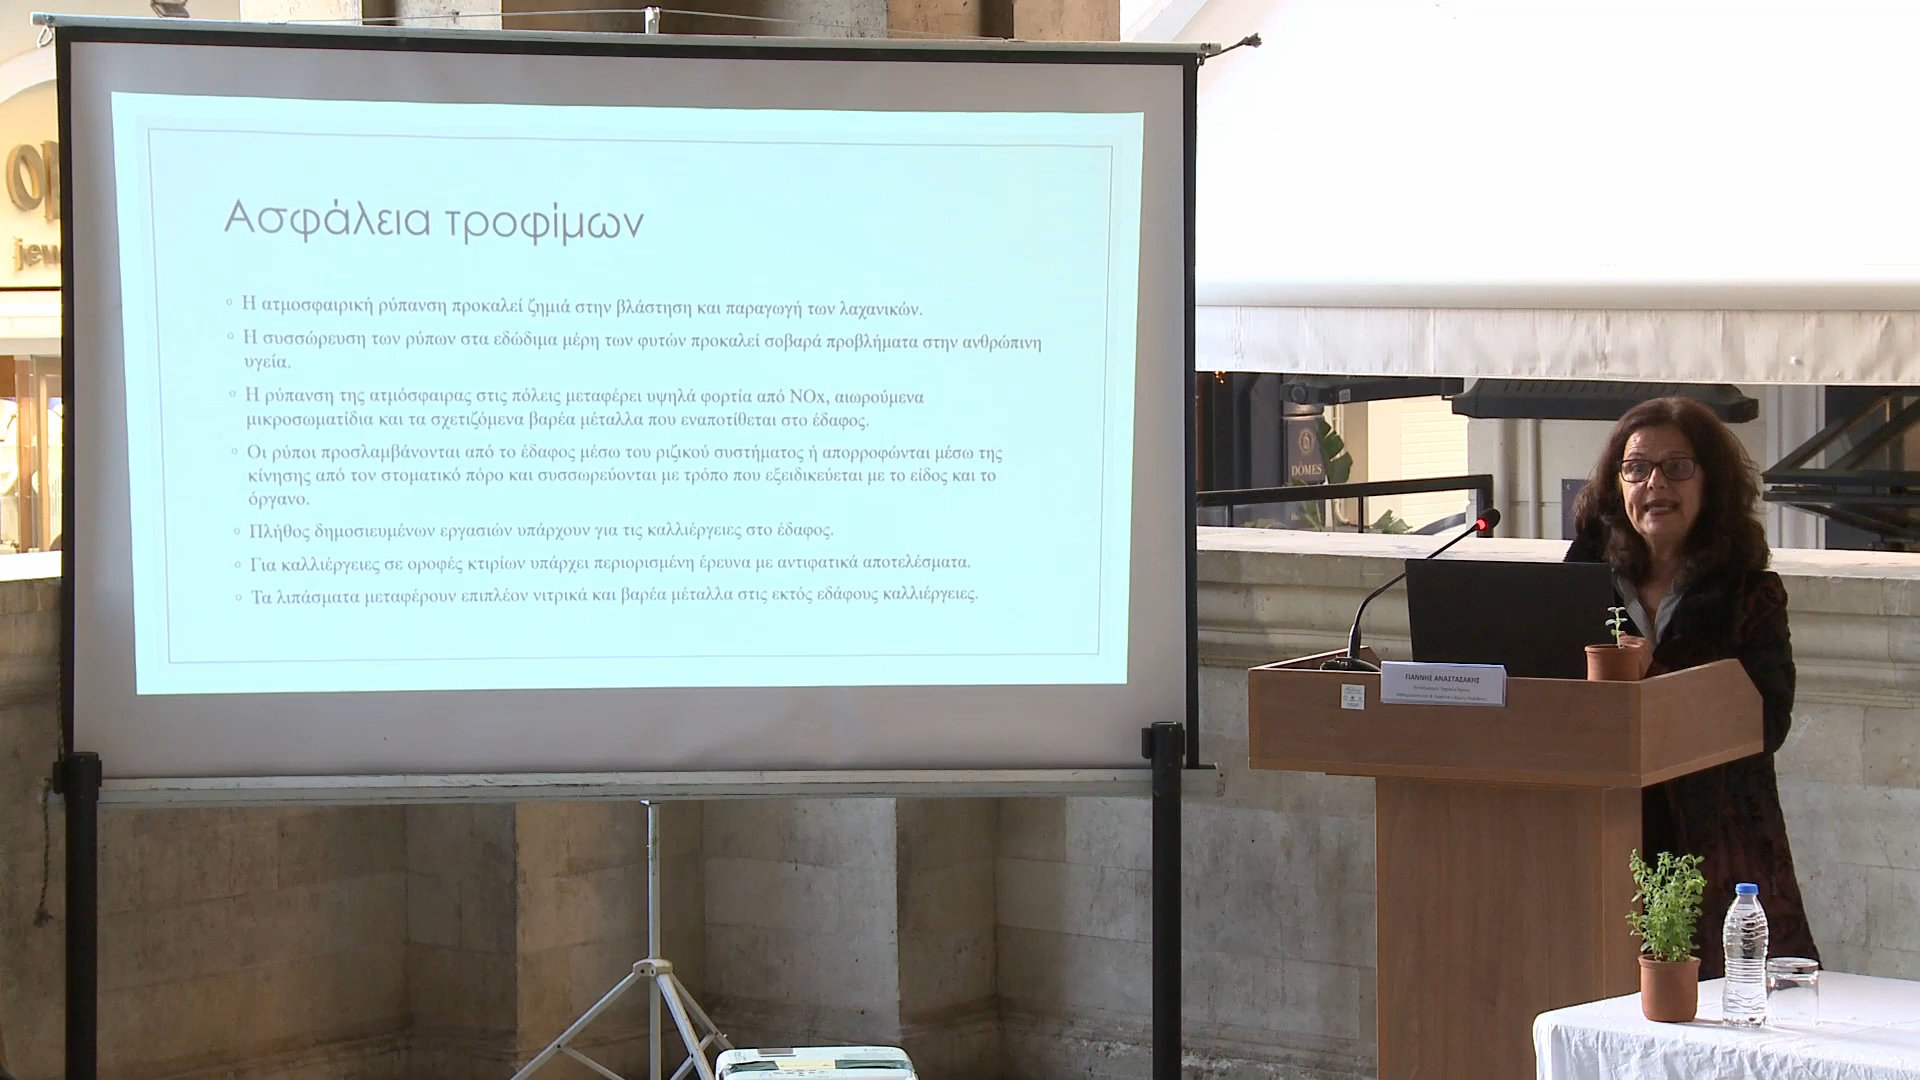 Ασφάλεια τροφίμων
Η ατμοσφαιρική ρύπανση προκαλεί ζημιά στην βλάστηση και παραγωγή των λαχανικών.
Η συσσώρευση των ρύπων στα εδώδιμα μέρη των φυτών προκαλεί σοβαρά προβλήματα στην ανθρώπινη
υγεία.
Η ρύπανση της ατμόσφαιρας στις πόλεις μεταφέρει υψηλά φορτία από NOx, αιωρούμενα
μικροσωματίδια και τα σχετιζόμενα βαρέα μέταλλα που εναποτίθεται στο έδαφος.
Οι ρύποι προσλαμβάνονται από το έδαφος μέσω του ριζικού συστήματος ή απορροφώνται μέσω της
κίνησης από τον στοματικό πόρο και συσσωρεύονται με τρόπο που εξειδικεύεται με το είδος και το
όργανο.
Πλήθος δημοσιευμένων εργασιών υπάρχουν για τις καλλιέργειες στο έδαφος.
Για καλλιέργειες σε οροφές κτιρίων υπάρχει περιορισμένη έρευνα με αντιφατικά αποτελέσματα.
Τα λιπάσματα μεταφέρουν επιπλέον νιτρικά και βαρέα μέταλλα στις εκτός εδάφους καλλιέργειες.
DOMES
ΓΙΑΝΝΗΣ ΑΝΑΣΤΑΣΑΚΗΣ